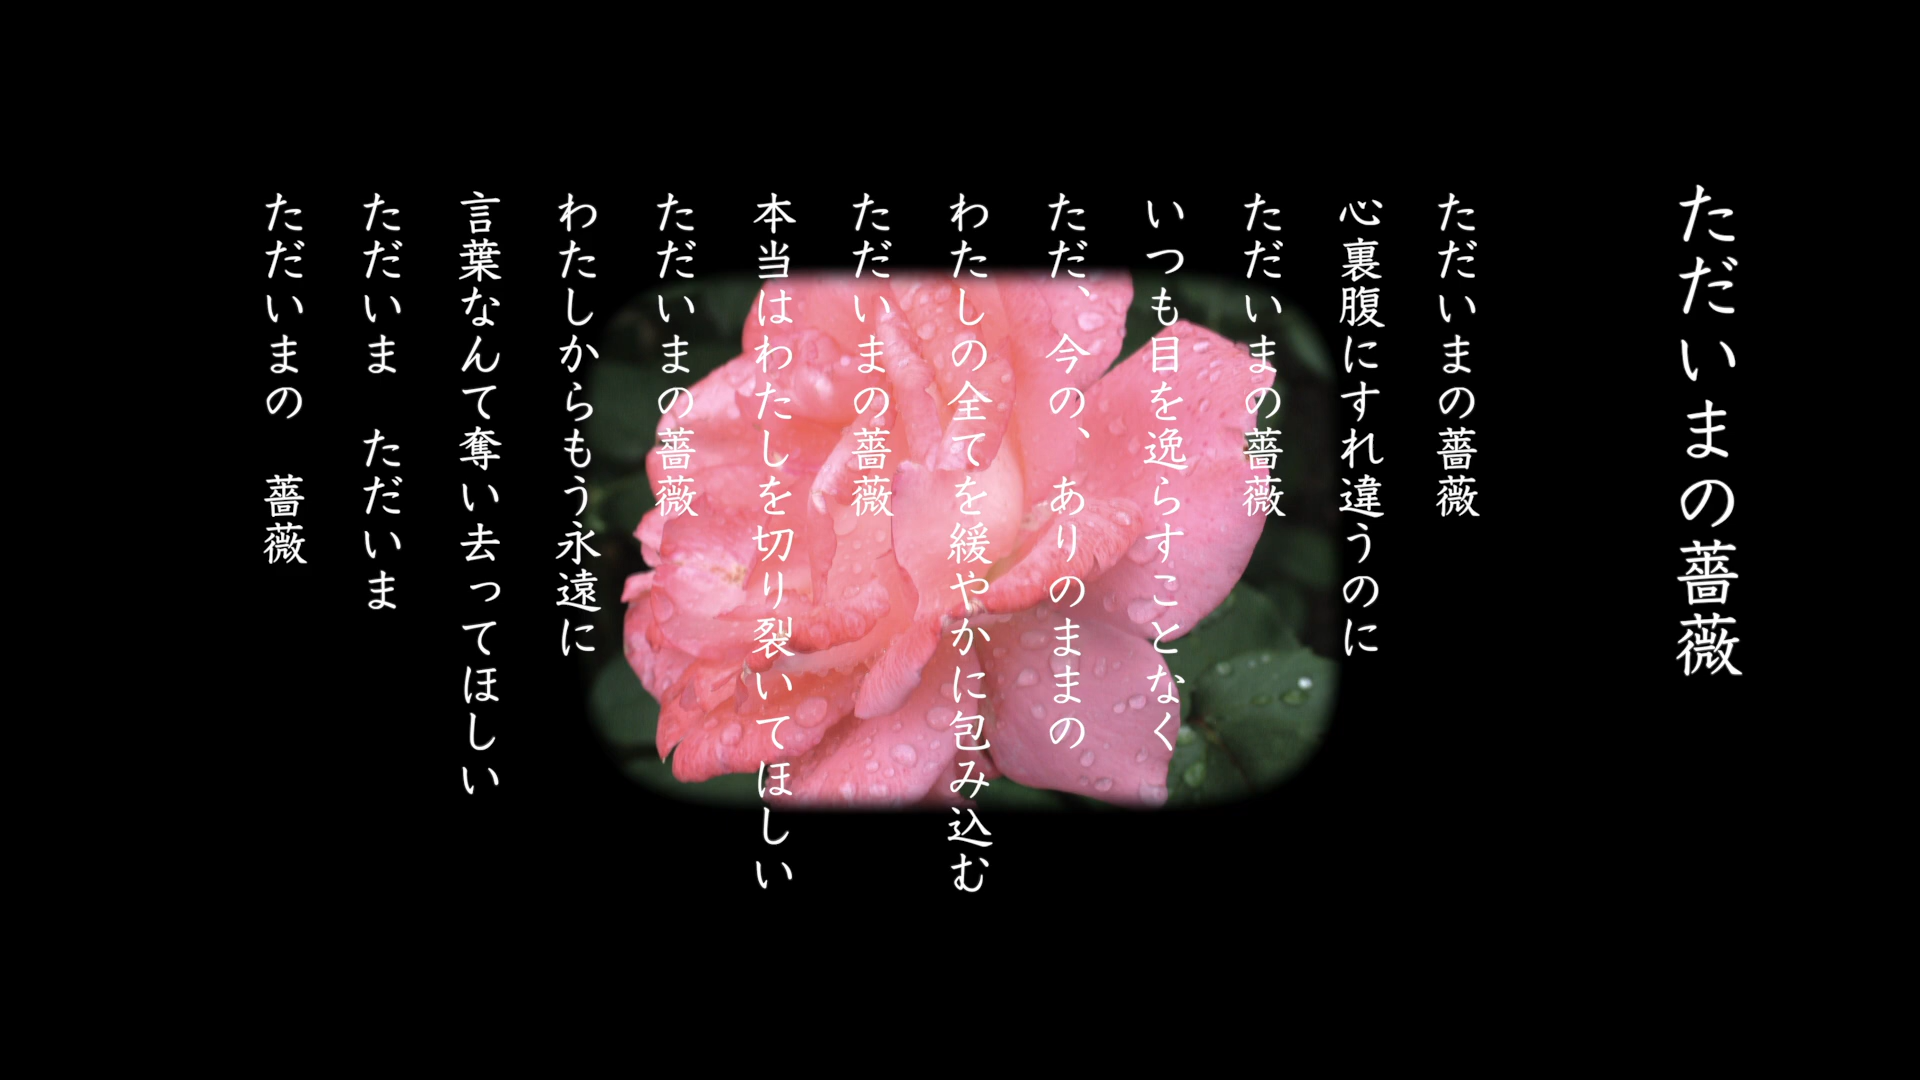 ただいまの薔薇
ただいまの薔薇
心裏腹にすれ違うのに
ただいまの薔薇
いつも目を逸らすことなく
ただ、今の、ありのままの
わたしの全てを緩やかに包み込む
ただいまの薔薇
本当はわたしを切り裂いてほしい
ただいまの薔薇
わたしからもう永遠に
言葉なんて奪い去ってほしい
ただいま　ただいま
ただいまの　薔薇